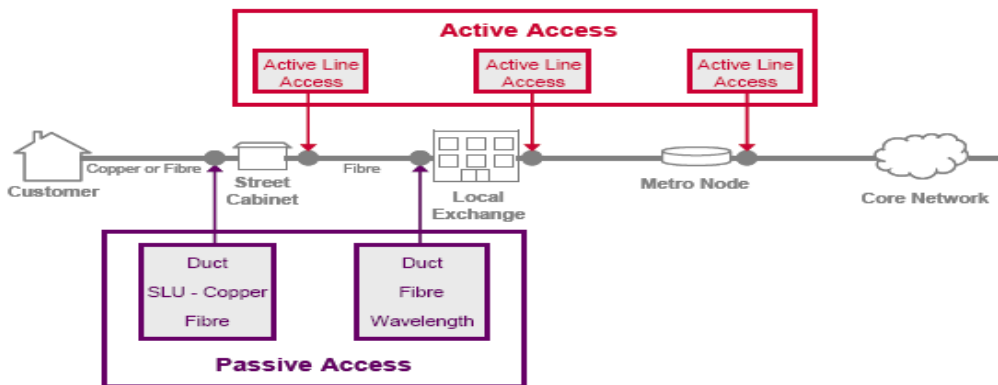 Active Access
Active Line
Access
Active Line
Access
Active Line
Access
Customer
Copper or Fibre
Street
Cabinet
Fibre
Local
Exchange
Metro Node
Core Network
Duct
SLU - Copper
Fibre
Duct
Fibre
Wavelength
Passive Access